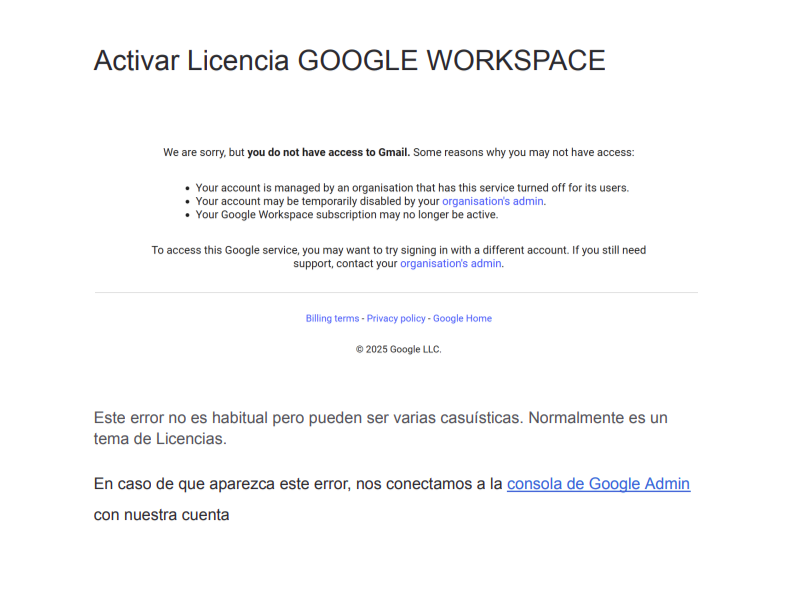 Activar Licencia GOOGLE WORKSPACE
We are sorry, but you do not have access to Gmail. Some reasons why you may not have access:
• Your account is managed by an organisation that has this service turned off for its users.
• Your account may be temporarily disabled by your organisation's admin.
• Your Google Workspace subscription may no longer be active.
To access this Google service, you may want to try signing in with a different account. If you still need
support, contact your organisation's admin.
Billing terms - Privacy policy - Google Home
© 2025 Google LLC.
Este error no es habitual pero pueden ser varias casuísticas. Normalmente es un
tema de Licencias.
En caso de que aparezca este error, nos conectamos a la consola de Google Admin
con nuestra cuenta